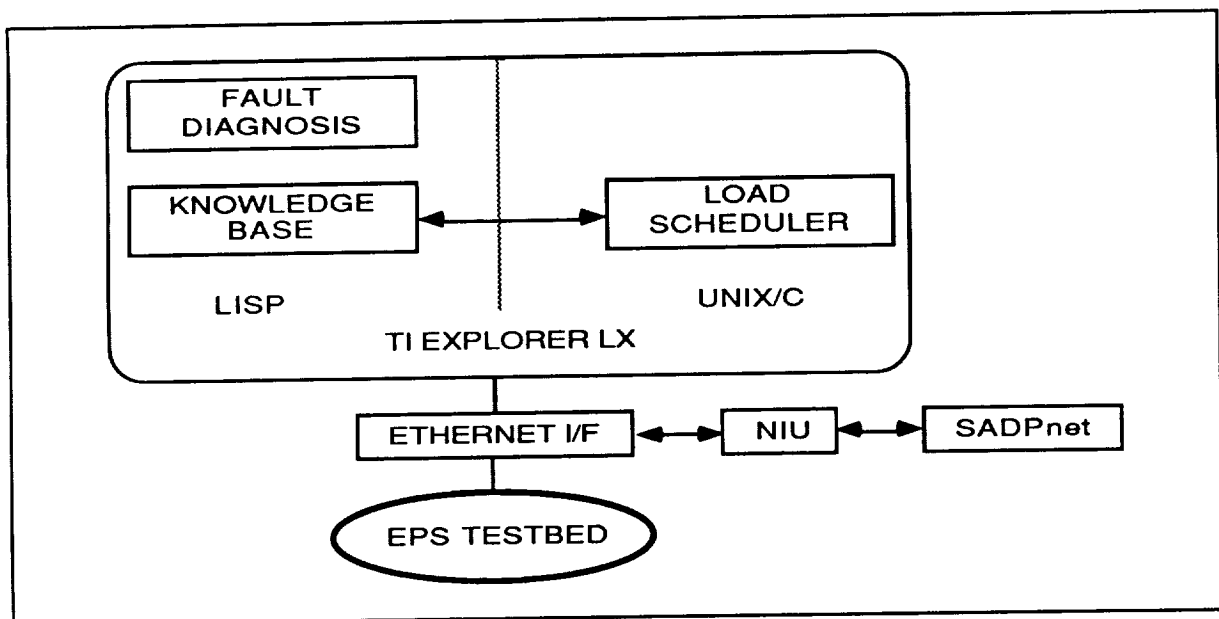 FAULT
DIAGNOSIS
KNOWLEDGE
BASE
LOAD
SCHEDULER
LISP
UNIX/C
TI EXPLORER LX
ETHERNET I/F
NIU
SADPnet
EPS TESTBED